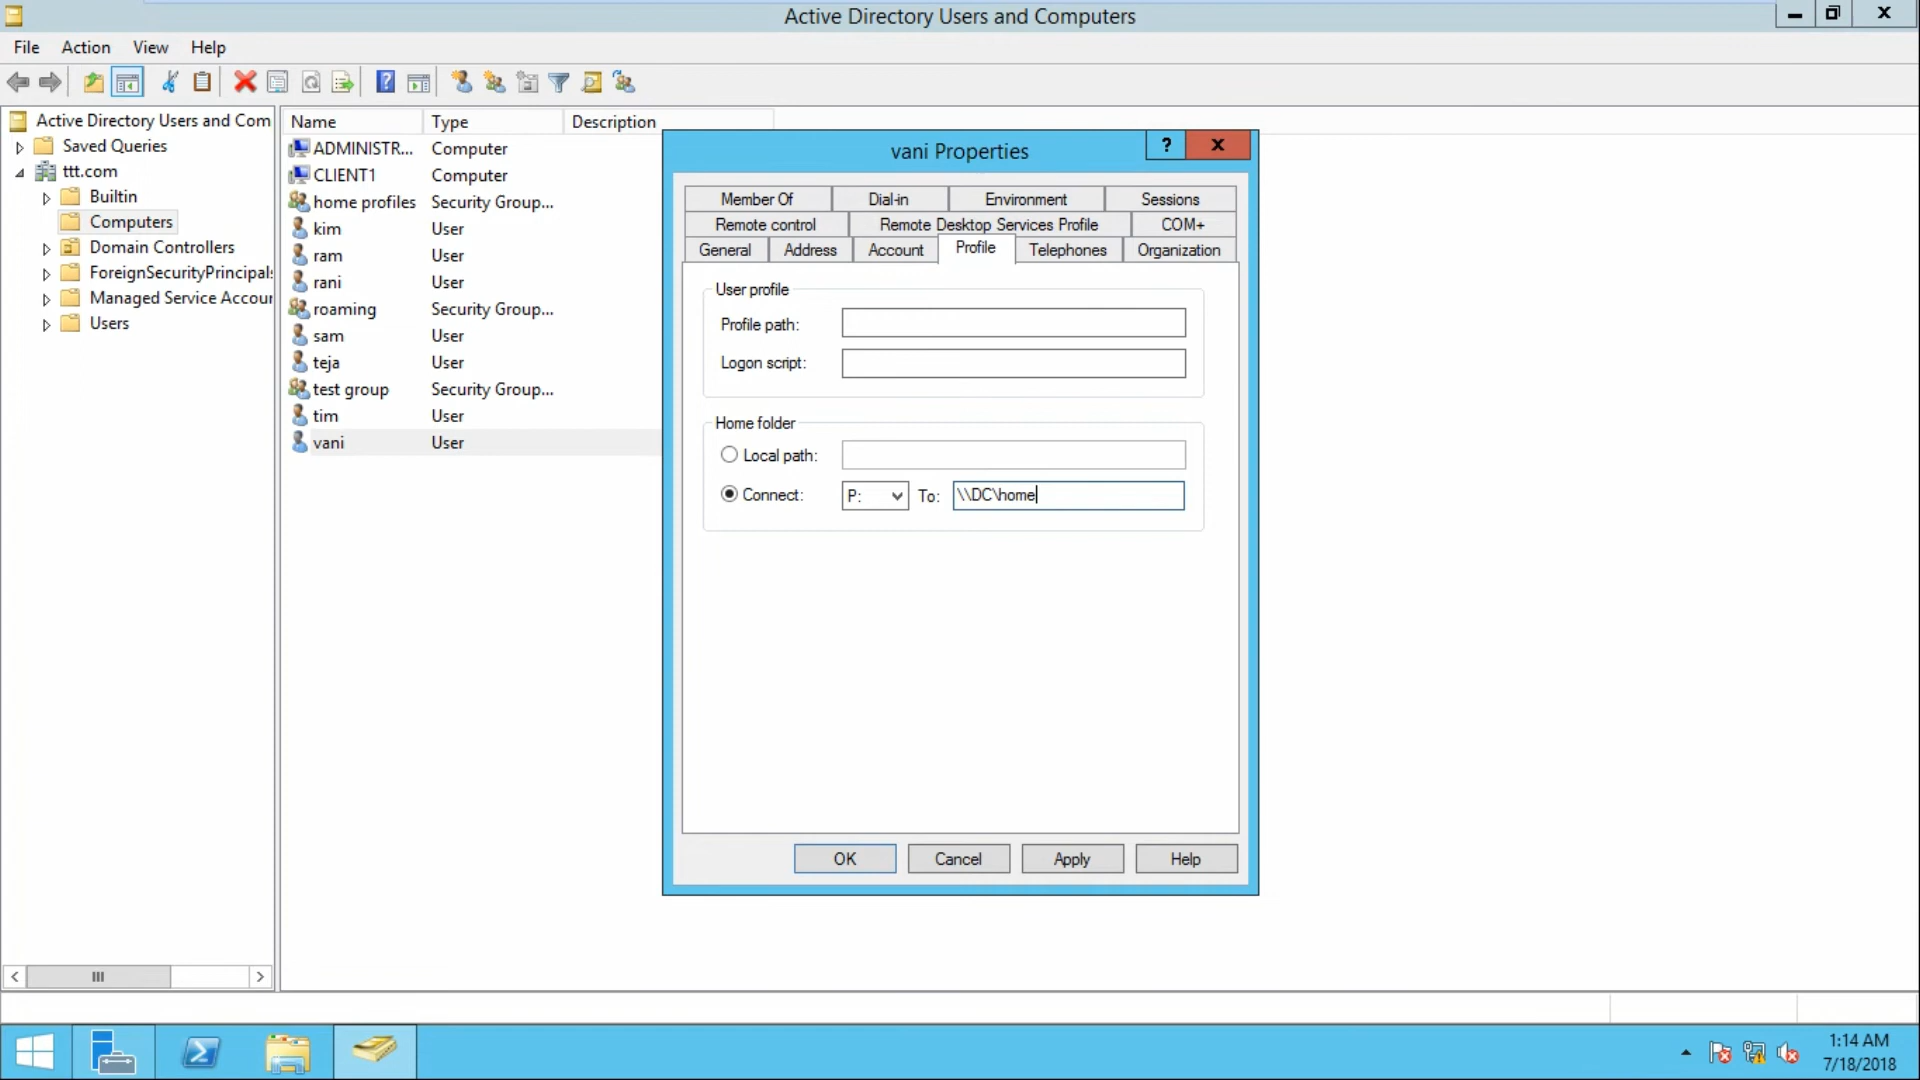 Active Directory Users and Computers
File Action View Help
Active Directory Users and Com
Saved Queries
ttt.com
Builtin
Computers
Domain Controllers
ForeignSecurityPrincipals
Managed Service Accour
Users
Name Type Description
ADMINISTR... Computer
CLIENT1 Computer
home profiles Security Group...
kim User
ram User
rani User
roaming Security Group...
sam User
teja User
test group Security Group...
tim User
vani User
vani Properties
Member Of Dial-in Environment Sessions
Remote control Remote Desktop Services Profile COM+
General Address Account Profile Telephones Organization
User profile
Profile path:
Logon script:
Home folder
Local path:
Connect: P: To: \\DC\home
OK Cancel Apply Help
1:14 AM
7/18/2018